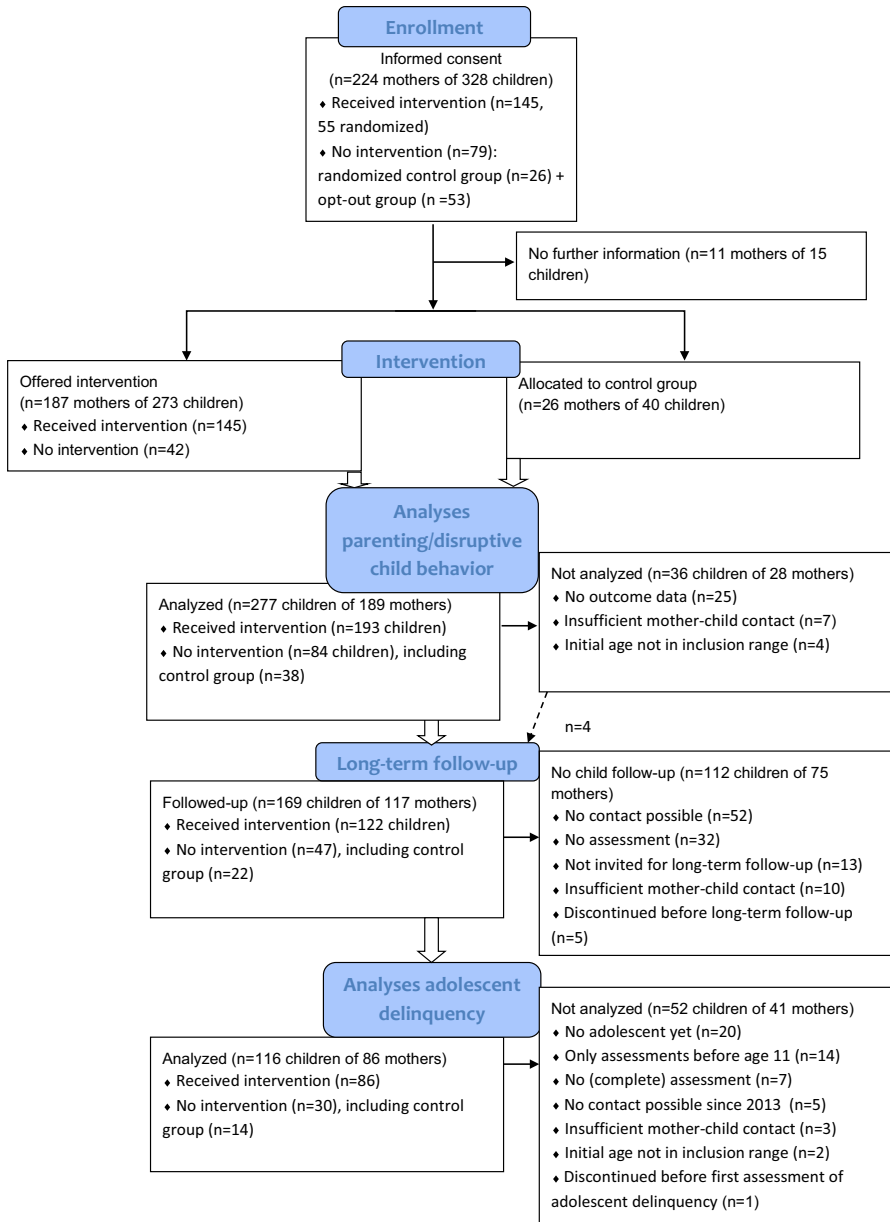 Enrollment
Informed consent
(n=224 mothers of 328 children)
♦ Received intervention (n=145,
55 randomized)
♦ No intervention (n=79):
randomized control group (n=26) +
opt-out group (n =53)
No further information (n=11 mothers of 15
children)
Intervention
Offered intervention
(n=187 mothers of 273 children)
♦ Received intervention (n=145)
♦ No intervention (n=42)
Allocated to control group
(n=26 mothers of 40 children)
Analyses
parenting/disruptive
child behavior
Analyzed (n=277 children of 189 mothers)
♦ Received intervention (n=193 children)
♦ No intervention (n=84 children), including
control group (n=38)
Not analyzed (n=36 children of 28 mothers)
♦ No outcome data (n=25)
♦ Insufficient mother-child contact (n=7)
♦ Initial age not in inclusion range (n=4)
n=4
Long-term follow-up
Followed-up (n=169 children of 117 mothers)
♦ Received intervention (n=122 children)
♦ No intervention (n=47), including control
group (n=22)
No child follow-up (n=112 children of 75
mothers)
♦ No contact possible (n=52)
♦ No assessment (n=32)
♦ Not invited for long-term follow-up (n=13)
♦ Insufficient mother-child contact (n=10)
♦ Discontinued before long-term follow-up
(n=5)
Analyses adolescent
delinquency
Analyzed (n=116 children of 86 mothers)
♦ Received intervention (n=86)
♦ No intervention (n=30), including control
group (n=14)
Not analyzed (n=52 children of 41 mothers)
♦ No adolescent yet (n=20)
♦ Only assessments before age 11 (n=14)
♦ No (complete) assessment (n=7)
♦ No contact possible since 2013 (n=5)
♦ Insufficient mother-child contact (n=3)
♦ Initial age not in inclusion range (n=2)
♦ Discontinued before first assessment of
adolescent delinquency (n=1)